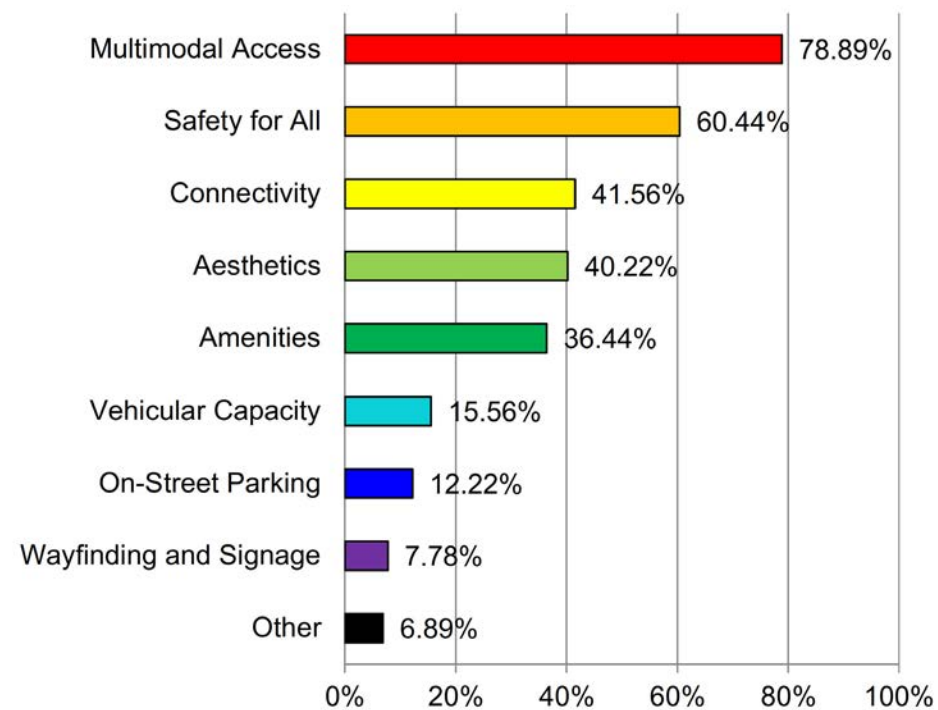 Multimodal Access 78.89%
Safety for All 60.44%
Connectivity 41.56%
Aesthetics 40.22%
Amenities 36.44%
Vehicular Capacity 15.56%
On-Street Parking 12.22%
Wayfinding and Signage 7.78%
Other 6.89%
0% 20% 40% 60% 80% 100%